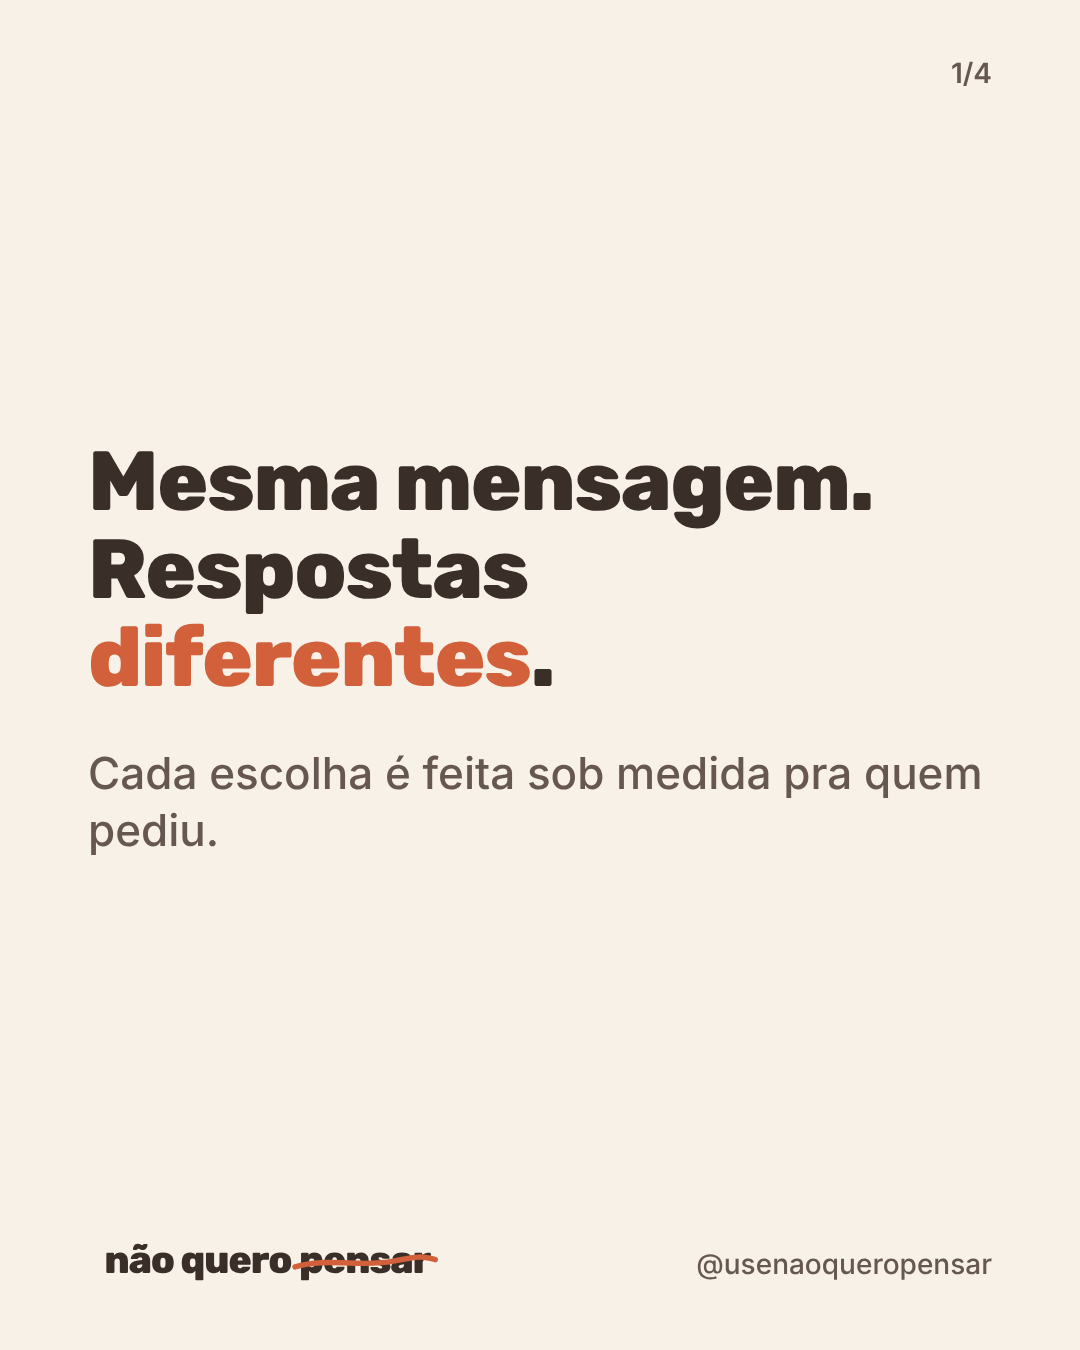 1/4
Mesma mensagem.
Respostas
diferentes.
Cada escolha é feita sob medida pra quem
pediu.
não quero pensar
@usenaoqueropensar